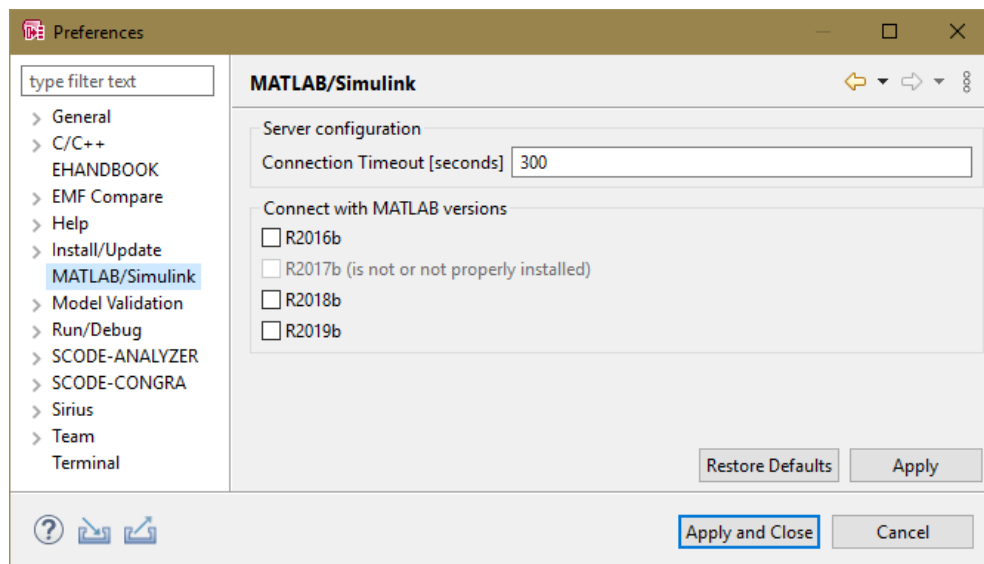 Preferences
type filter text
General
C/C++
EHANDBOOK
EMF Compare
Help
Install/Update
MATLAB/Simulink
Model Validation
Run/Debug
SCODE-ANALYZER
SCODE-CONGRA
Sirius
Team
Terminal
MATLAB/Simulink
Server configuration
Connection Timeout [seconds] 300
Connect with MATLAB versions
R2016b
R2017b (is not or not properly installed)
R2018b
R2019b
Restore Defaults Apply
Apply and Close Cancel